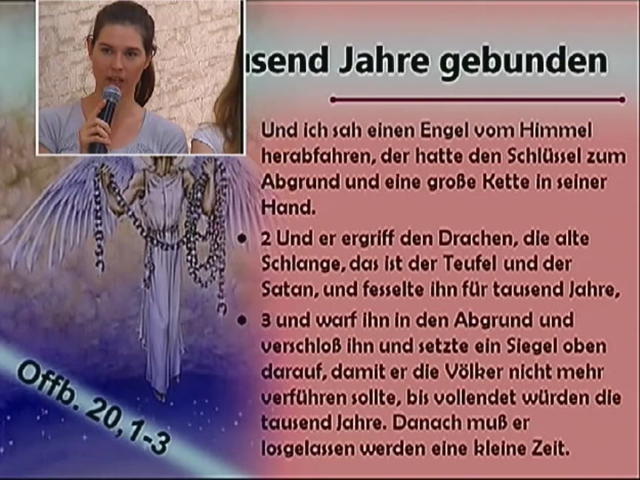 usend Jahre gebunden
Und ich sah einen Engel vom Himmel
herabfahren, der hatte den Schlüssel zum
Abgrund und eine große Kette in seiner
Hand.
• 2 Und er ergriff den Drachen, die alte
Schlange, das ist der Teufel und der
Satan, und fesselte ihn für tausend Jahre,
• 3 und warf ihn in den Abgrund und
verschloß ihn und setzte ein Siegel oben
darauf, damit er die Völker nicht mehr
verführen sollte, bis vollendet würden die
tausend Jahre. Danach muß er
losgelassen werden eine kleine Zeit.
Offb. 20,1-3